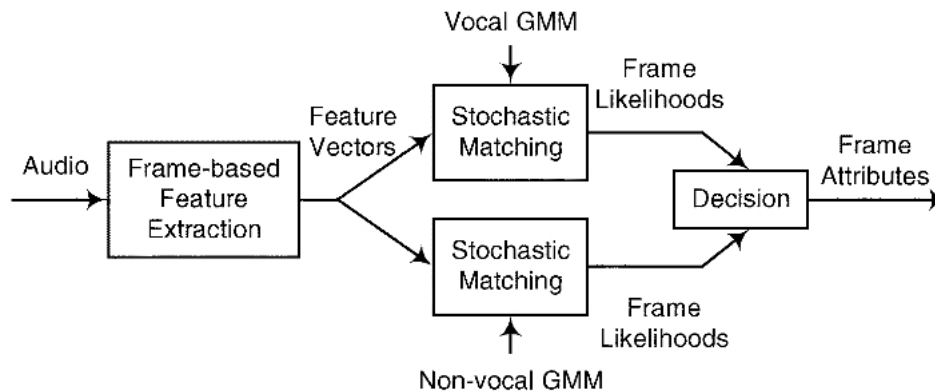 Vocal GMM
Frame
Likelihoods
Feature
Vectors
Stochastic
Matching
Audio
Frame-based
Feature
Extraction
Frame
Attributes
Decision
Stochastic
Matching
Frame
Likelihoods
Non-vocal GMM